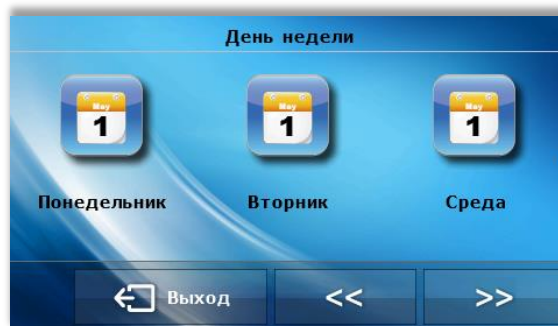 День недели
May May May
1 1 1
Понедельник Вторник Среда
Выход << >>